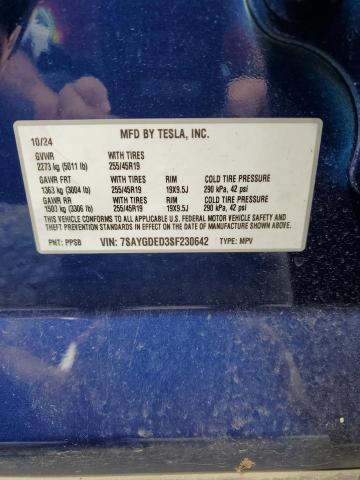 10/24 MFD BY TESLA, INC.
GVWR WITH TIRES
2273 kg (5011 lb) 255/45R19
GAWR FRT WITH TIRES RIM COLD TIRE PRESSURE
1363 kg (3004 lb) 255/45R19 19X9.5J 290 kPa, 42 psi
GAWR RR WITH TIRES RIM COLD TIRE PRESSURE
1500 kg (3306 lb) 255/45R19 19X9.5J 290 kPa, 42 psi
THIS VEHICLE CONFORMS TO ALL APPLICABLE U.S. FEDERAL MOTOR VEHICLE SAFETY
AND THEFT PREVENTION STANDARDS IN EFFECT ON THE DATE OF MANUFACTURE SHOWN ABOVE.
PNT: PPSB VIN: 7SAYGDED3SF230642 TYPE: MPV